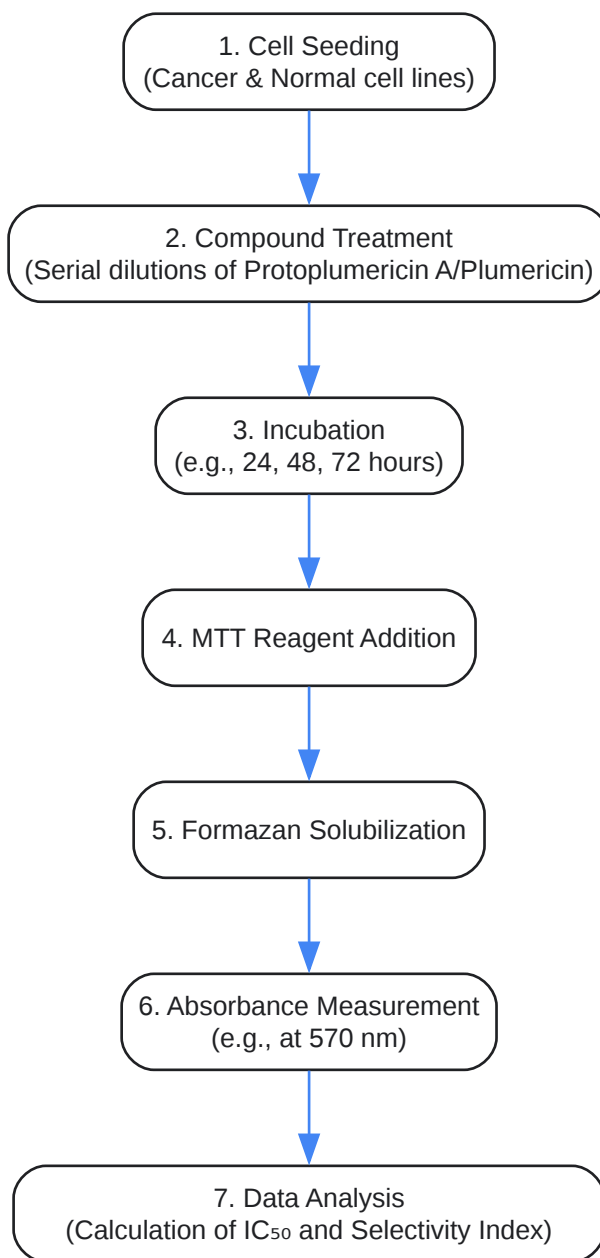 1. Cell Seeding
(Cancer & Normal cell lines)
2. Compound Treatment
(Serial dilutions of Protoplumericin A/Plumericin)
3. Incubation
(e.g., 24, 48, 72 hours)
4. MTT Reagent Addition
5. Formazan Solubilization
6. Absorbance Measurement
(e.g., at 570 nm)
7. Data Analysis
(Calculation of IC₅₀ and Selectivity Index)